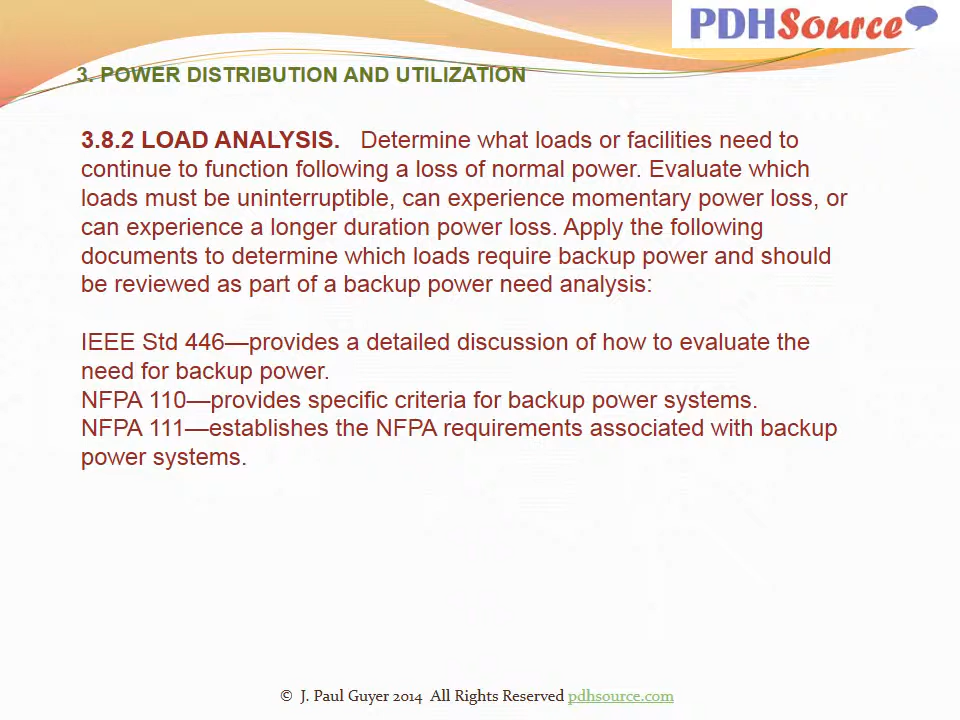 PDHSource
3. POWER DISTRIBUTION AND UTILIZATION
3.8.2 LOAD ANALYSIS. Determine what loads or facilities need to
continue to function following a loss of normal power. Evaluate which
loads must be uninterruptible, can experience momentary power loss, or
can experience a longer duration power loss. Apply the following
documents to determine which loads require backup power and should
be reviewed as part of a backup power need analysis:
IEEE Std 446—provides a detailed discussion of how to evaluate the
need for backup power.
NFPA 110—provides specific criteria for backup power systems.
NFPA 111—establishes the NFPA requirements associated with backup
power systems.
© J. Paul Guyer 2014 All Rights Reserved pdhsource.com